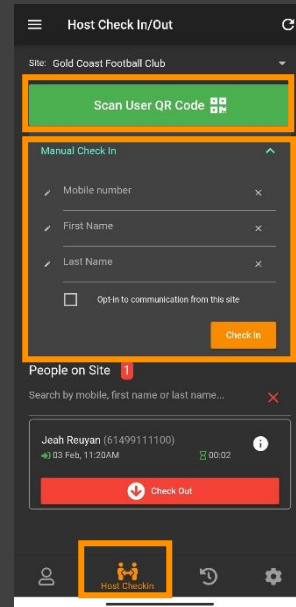 Host Check In/Out
Site: Gold Coast Football Club
Scan User QR Code
Manual Check In
Mobile number
First Name
Last Name
Opt-in to communication from this site
Check In
People on Site 1
Search by mobile, first name or last name...
Jeah Reuyan (61499111100)
03 Feb, 11:20AM 00:02
Check Out
Host Checkin